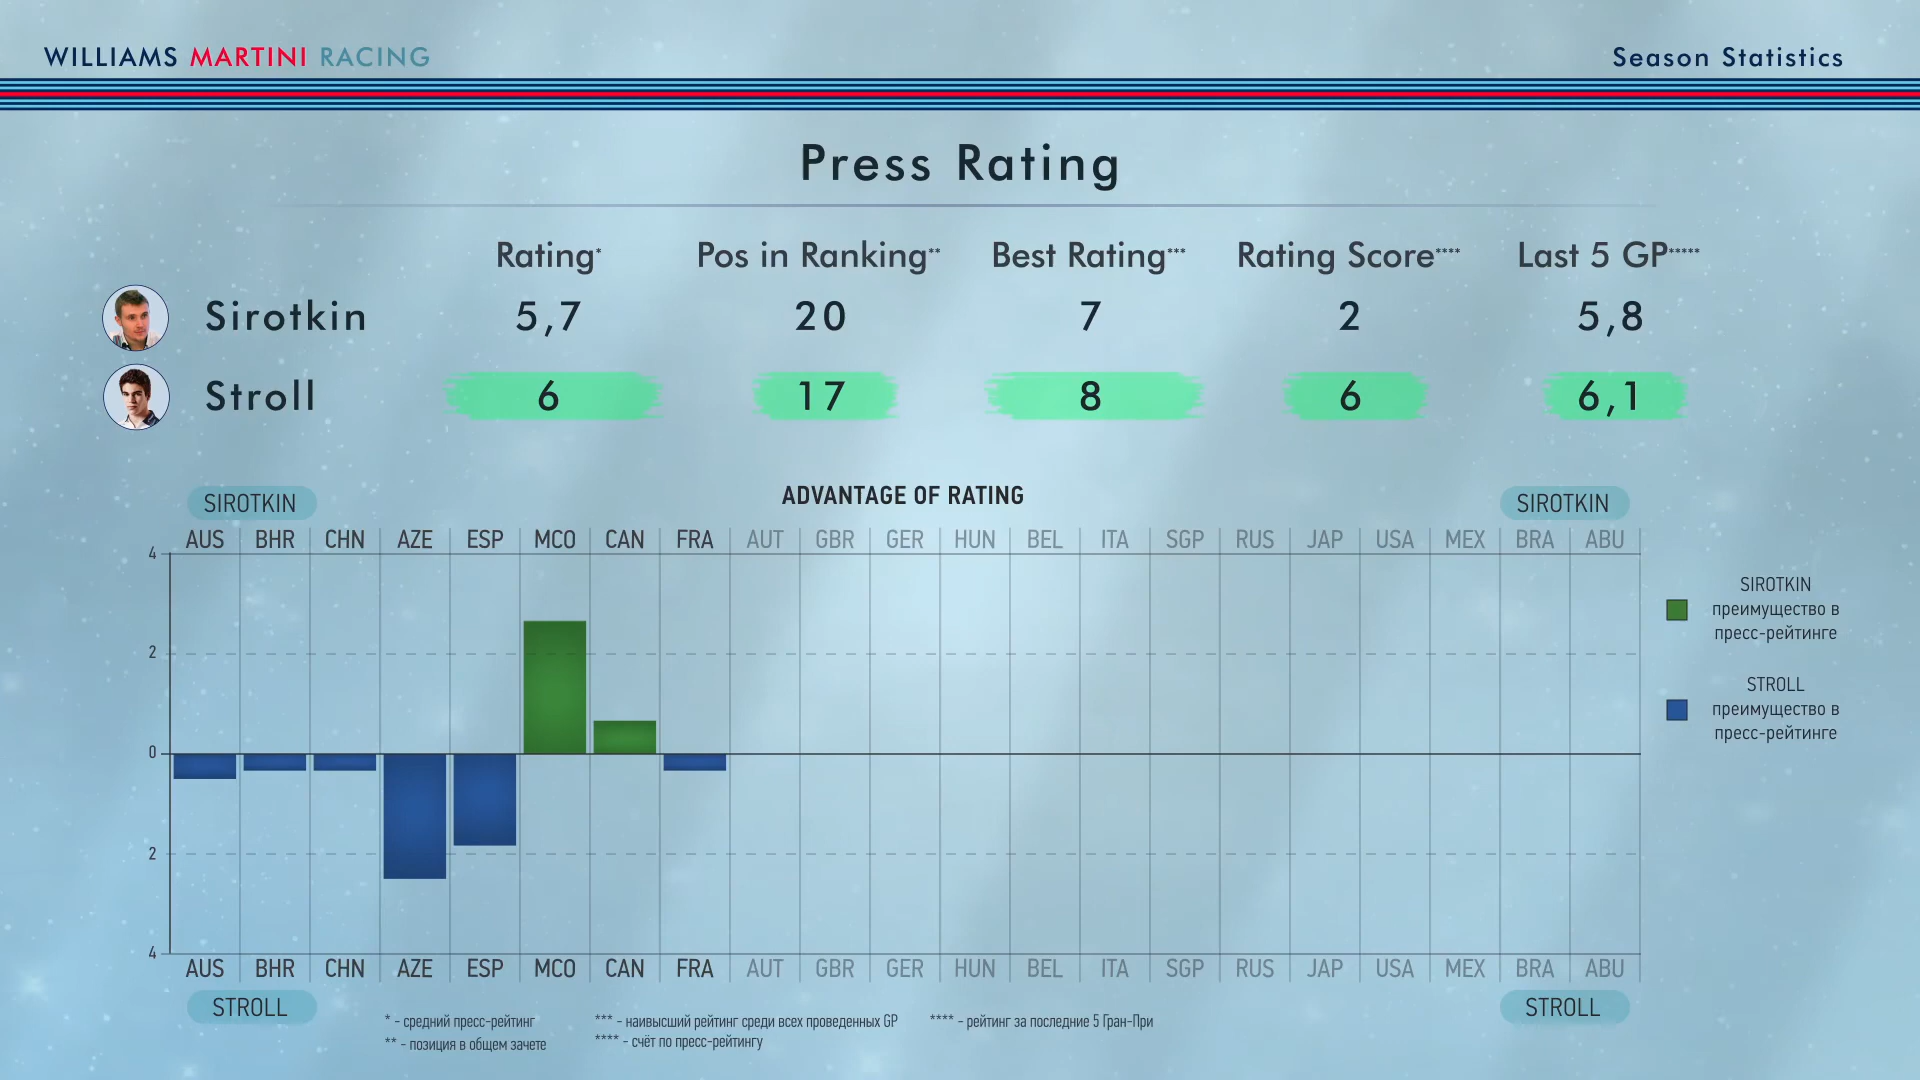 WILLIAMS MARTINI RACING
Season Statistics
Press Rating
Rating* Pos in Ranking** Best Rating*** Rating Score**** Last 5 GP*****
Sirotkin 5,7 20 7 2 5,8
Stroll 6 17 8 6 6,1
ADVANTAGE OF RATING
SIROTKIN SIROTKIN
AUS BHR CHN AZE ESP MCO CAN FRA AUT GBR GER HUN BEL ITA SGP RUS JAP USA MEX BRA ABU
4
2
0
2
4
SIROTKIN
преимущество в
пресс-рейтинге
STROLL
преимущество в
пресс-рейтинге
AUS BHR CHN AZE ESP MCO CAN FRA AUT GBR GER HUN BEL ITA SGP RUS JAP USA MEX BRA ABU
STROLL STROLL
* - средний пресс-рейтинг
** - позиция в общем зачете
*** - наивысший рейтинг среди всех проведенных GP
**** - счёт по пресс-рейтингу
**** - рейтинг за последние 5 Гран-При